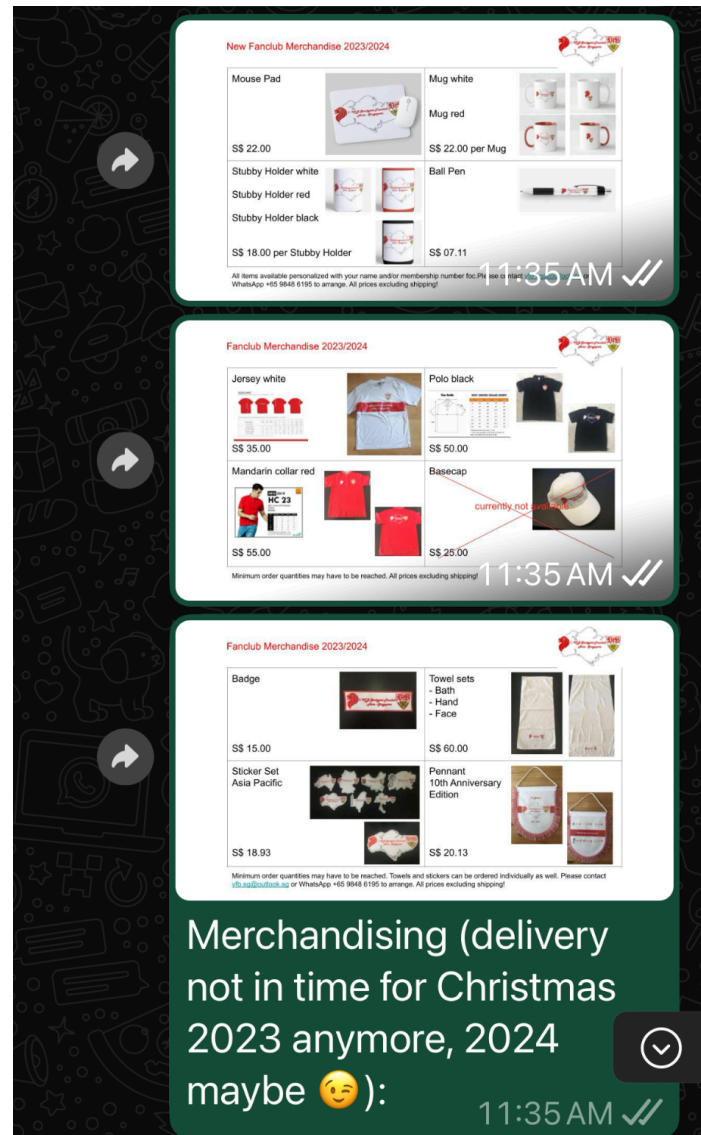 New Fanclub Merchandise 2023/2024
Mouse Pad
S$ 22.00
Mug white
Mug red
S$ 22.00 per Mug
Stubby Holder white
Stubby Holder red
Stubby Holder black
S$ 18.00 per Stubby Holder
Ball Pen
S$ 07.11
All items available personalized with your name and/or membership number foc.Please contact or
WhatsApp +65 9848 6195 to arrange. All prices excluding shipping!
11:35 AM
Fanclub Merchandise 2023/2024
Jersey white
S$ 35.00
Polo black
S$ 50.00
Mandarin collar red
HC 23
S$ 55.00
Basecap
currently not available
S$ 25.00
Minimum order quantities may have to be reached. All prices excluding shipping!
11:35 AM
Fanclub Merchandise 2023/2024
Badge
S$ 15.00
Towel sets
- Bath
- Hand
- Face
S$ 60.00
Sticker Set
Asia Pacific
S$ 18.93
Pennant
10th Anniversary
Edition
S$ 20.13
Minimum order quantities may have to be reached. Towels and stickers can be ordered individually as well. Please contact
vfb.sg@outlook.sg or WhatsApp +65 9848 6195 to arrange. All prices excluding shipping!
Merchandising (delivery
not in time for Christmas
2023 anymore, 2024
maybe 😉):
11:35 AM